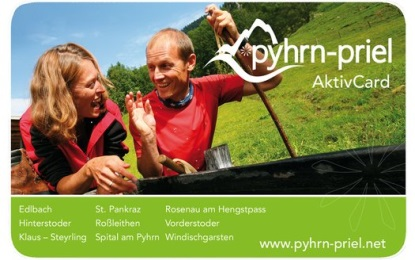 pyhrn-priel
AktivCard
Edlbach St. Pankraz Rosenau am Hengstpass
Hinterstoder Roßleithen Vorderstoder
Klaus – Steyrling Spital am Pyhrn Windischgarsten
www.pyhrn-priel.net